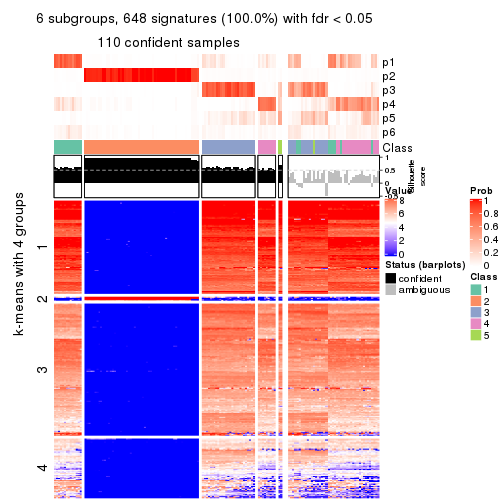 6 subgroups, 648 signatures (100.0%) with fdr < 0.05
110 confident samples
p1
p2
p3
p4
p5
p6
Class
1
0.5
0
-0.5
Silhouette
score
k-means with 4 groups
1
2
3
4
Value
8
6
4
2
0
Status (barplots)
confident
ambiguous
Prob
1
0.8
0.6
0.4
0.2
0
Class
1
2
3
4
5